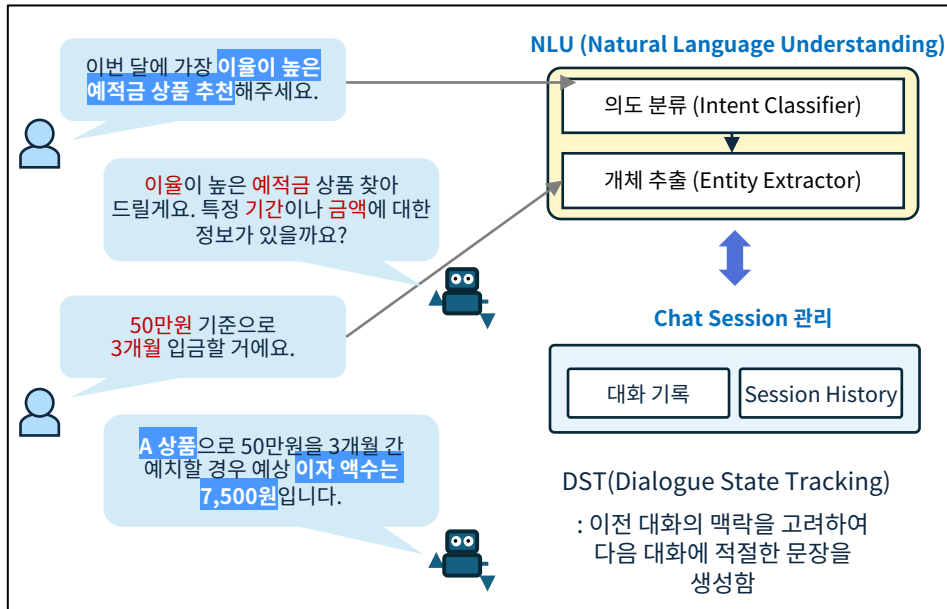 이번 달에 가장 이율이 높은
예적금 상품 추천해주세요.
이율이 높은 예적금 상품 찾아
드릴게요. 특정 기간이나 금액에 대한
정보가 있을까요?
50만원 기준으로
3개월 입금할 거에요.
A 상품으로 50만원을 3개월 간
예치할 경우 예상 이자 액수는
7,500원입니다.
NLU (Natural Language Understanding)
의도 분류 (Intent Classifier)
개체 추출 (Entity Extractor)
Chat Session 관리
대화 기록
Session History
DST(Dialogue State Tracking)
: 이전 대화의 맥락을 고려하여
다음 대화에 적절한 문장을
생성함